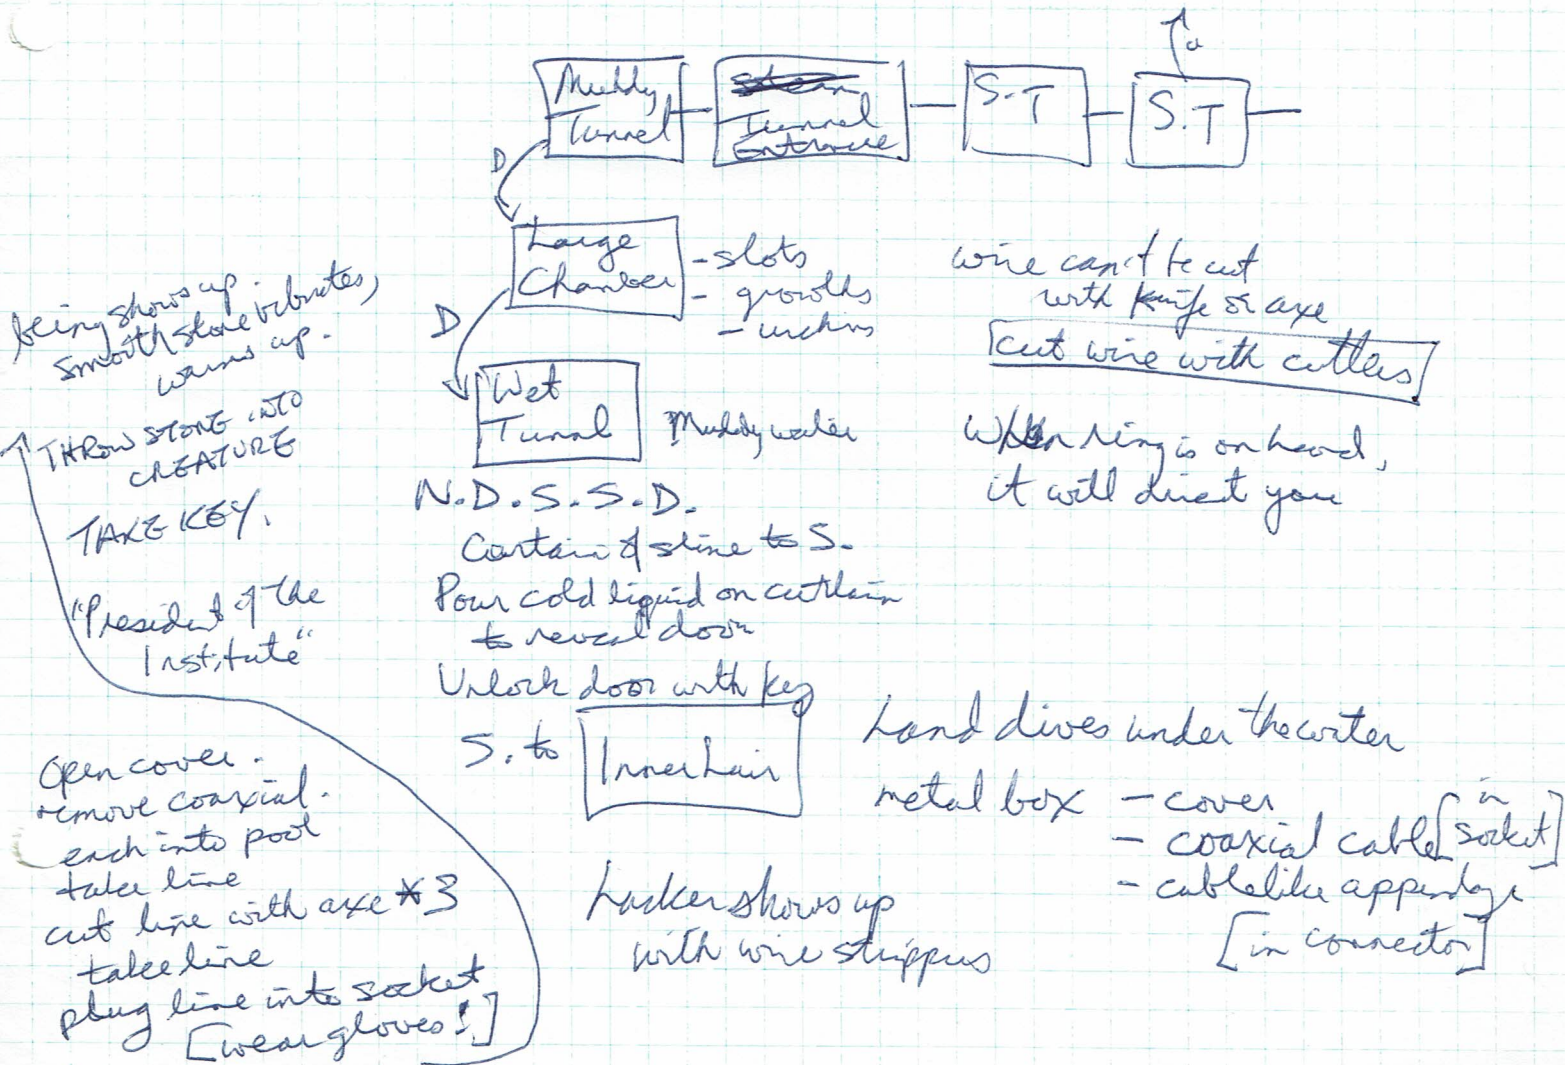 u
Muddy
Tunnel
Tunnel
Entrance
S.T
S.T
D
Large
Chamber
- slots
- growths
- urchins
D
Wet
Tunnel
Muddy water
wire can't be cut
with knife or axe
cut wire with cutters
When ring is on hand,
it will direct you
being shows up.
smooth stone vibrates,
warms up.
THROW STONE INTO
CREATURE
TAKE KEY.
"President of the
Institute"
N.D.S.S.D.
Curtain of slime to S.
Pour cold liquid on curtain
to reveal door
Unlock door with key
S. to
Inner Lair
hand dives under the water
metal box - cover
- coaxial cable [in socket]
- cablelike appendage
[in connector]
Hacker shows up
with wire strippers
Open cover.
remove coaxial.
reach into pool
take line
cut line with axe *3
take line
plug line into socket
[wear gloves!]